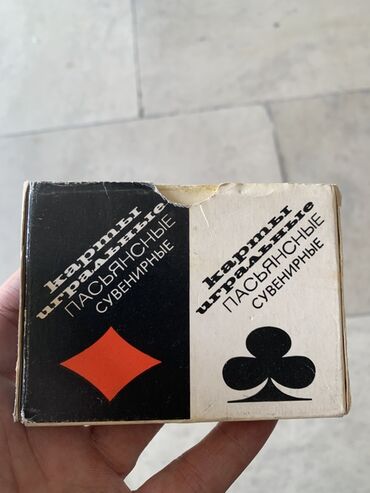 карты
игральные
ПАСЬЯНСНЫЕ
СУВЕНИРНЫЕ
карты
игральные
ПАСЬЯНСНЫЕ
СУВЕНИРНЫЕ